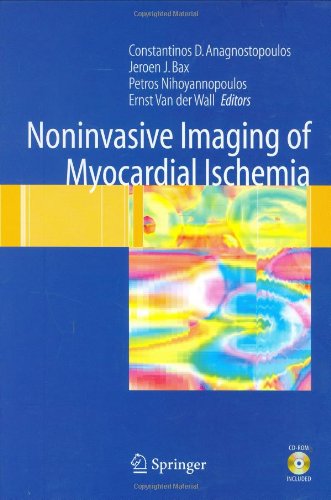 Constantinos D. Anagnostopoulos
Jeroen J. Bax
Petros Nihoyannopoulos
Ernst Van der Wall Editors
Noninvasive Imaging of
Myocardial Ischemia
Springer
CD-ROM
INCLUDED